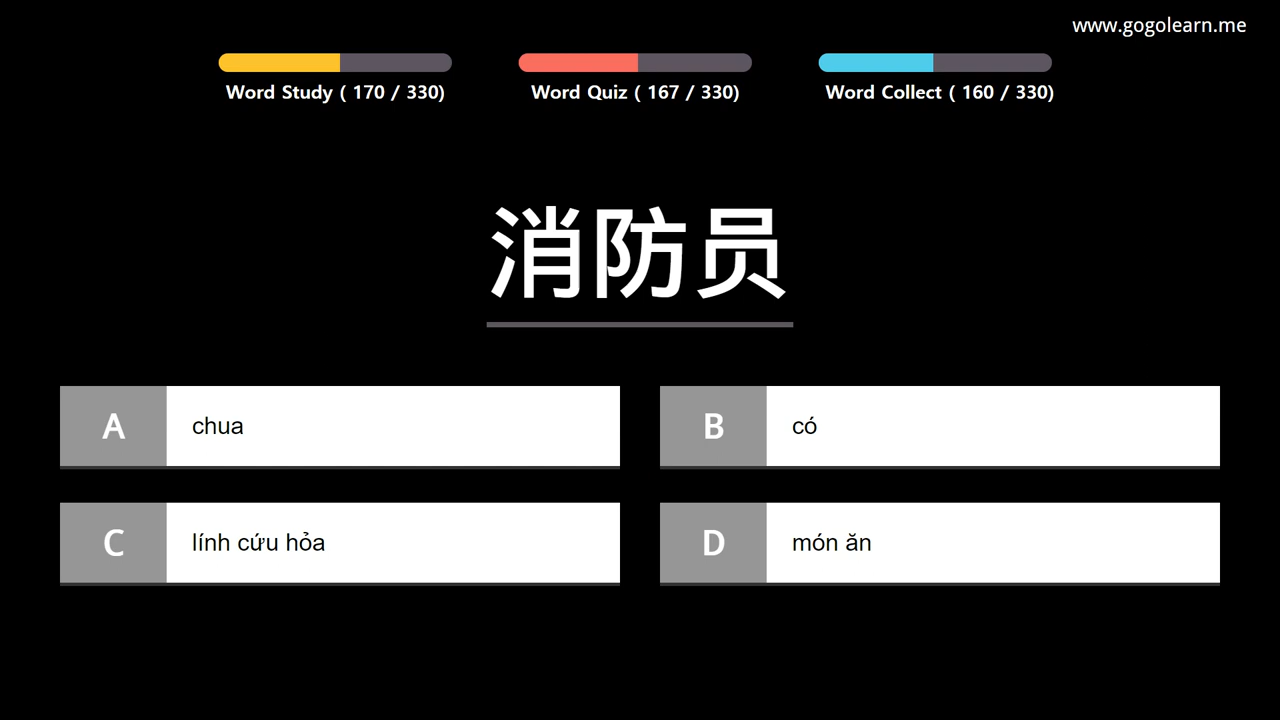 www.gogolearn.me
Word Study ( 170 / 330)
Word Quiz ( 167 / 330)
Word Collect ( 160 / 330)
消防员
A chua
B có
C lính cứu hỏa
D món ăn